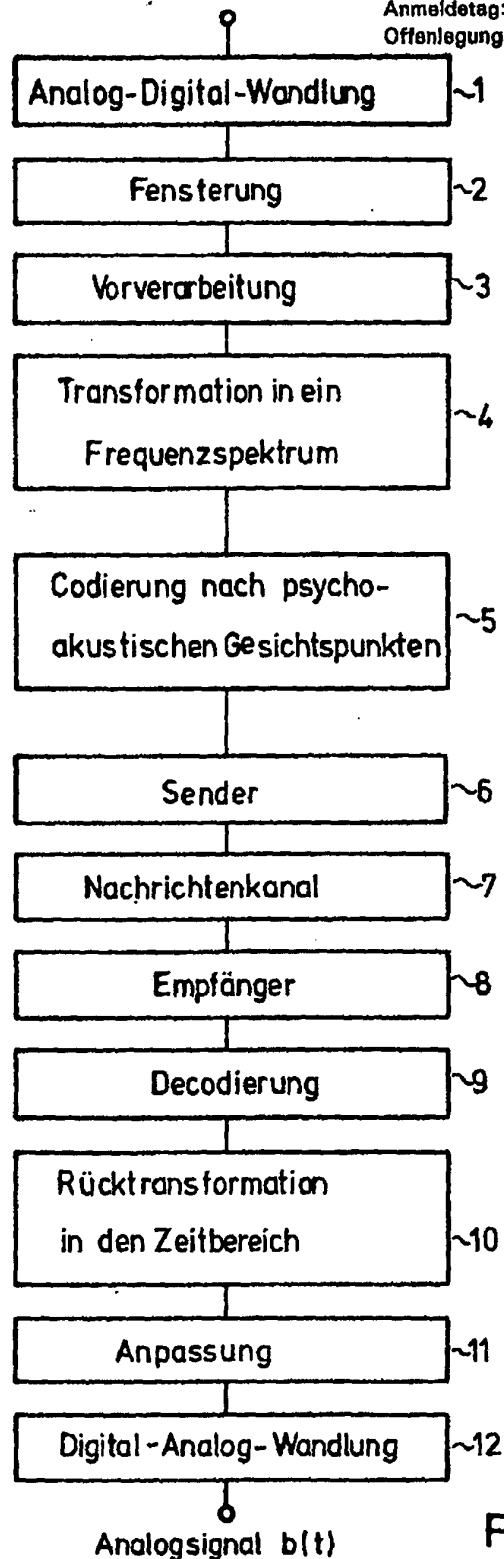 Anmeldetag:
Offenlegung
Analog-Digital-Wandlung ~1
Fensterung ~2
Vorverarbeitung ~3
Transformation in ein
Frequenzspektrum ~4
Codierung nach psycho-
akustischen Gesichtspunkten ~5
Sender ~6
Nachrichtenkanal ~7
Empfänger ~8
Decodierung ~9
Rücktransformation
in den Zeitbereich ~10
Anpassung ~11
Digital-Analog-Wandlung ~12
Analogsignal b(t)